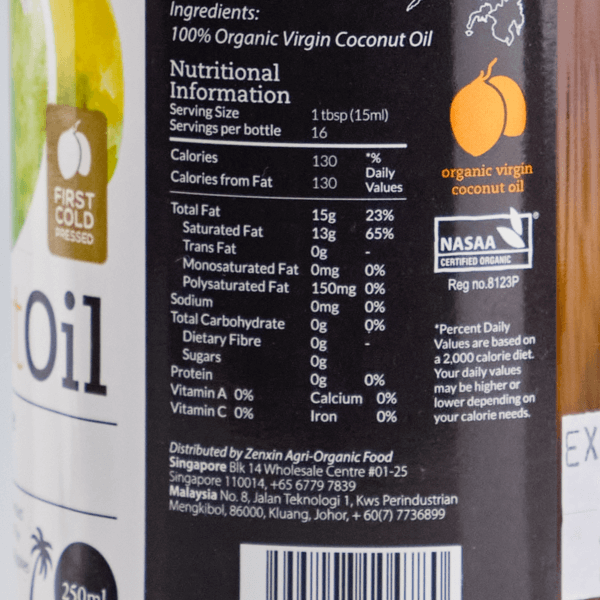 Ingredients:
100% Organic Virgin Coconut Oil
Nutritional
Information
Serving Size 1 tbsp (15ml)
Servings per bottle 16
Calories 130 *%
Daily
Calories from Fat 130 Values
Total Fat 15g 23%
Saturated Fat 13g 65%
Trans Fat 0g -
Monosaturated Fat 0mg 0%
Polysaturated Fat 150mg 0%
Sodium 0mg 0%
Total Carbohydrate 0g 0%
Dietary Fibre 0g -
Sugars 0g
Protein 0g 0%
Vitamin A 0% Calcium 0%
Vitamin C 0% Iron 0%
Distributed by Zenxin Agri-Organic Food
Singapore Blk 14 Wholesale Centre #01-25
Singapore 110014, +65 6779 7839
Malaysia No. 8, Jalan Teknologi 1, Kws Perindustrian
Mengkibol, 86000, Kluang, Johor, + 60(7) 7736899
organic virgin
coconut oil
NASAA
CERTIFIED ORGANIC
Reg no.8123P
*Percent Daily
Values are based on
a 2,000 calorie diet.
Your daily values
may be higher or
lower depending on
your calorie needs.
FIRST
COLD
PRESSED
tOil
250ml
EX